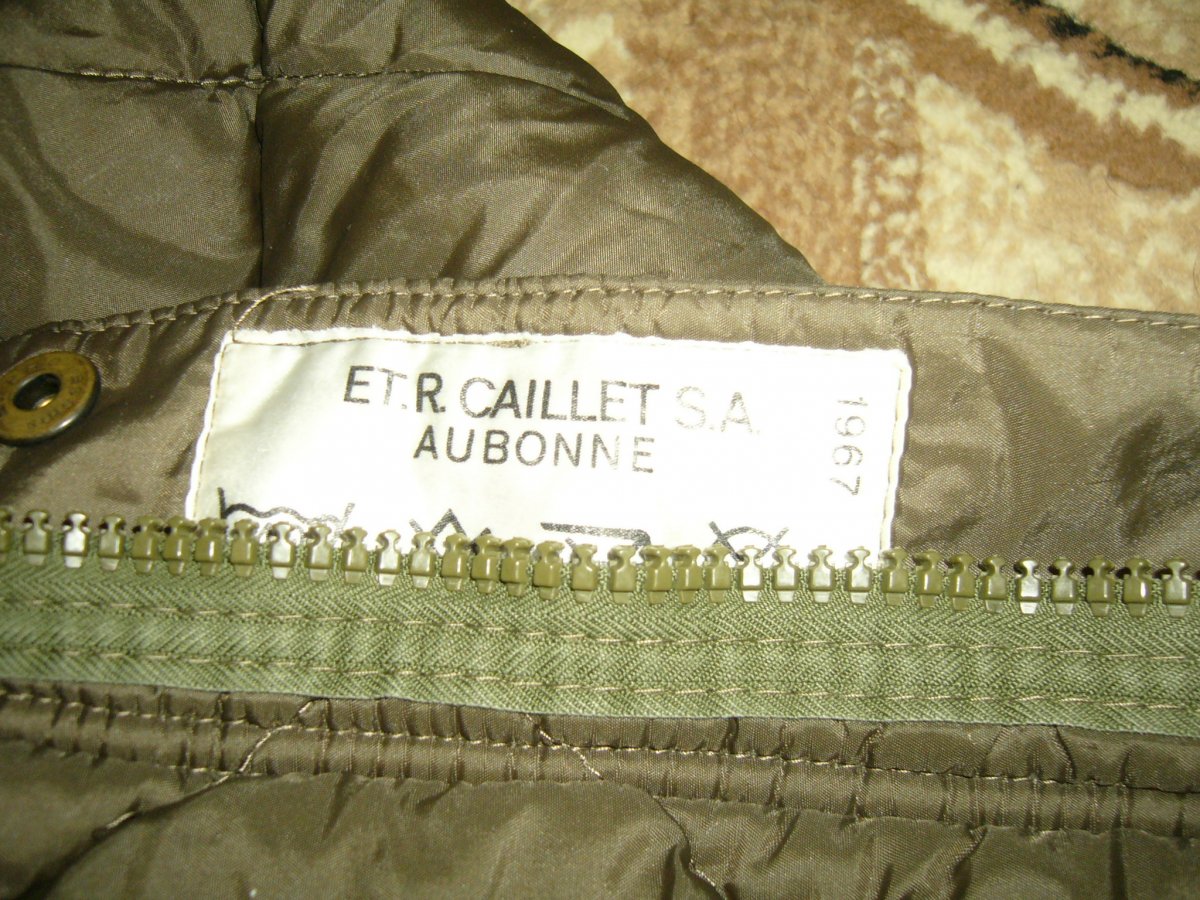 ET. R. CAILLET S.A.
AUBONNE
1967